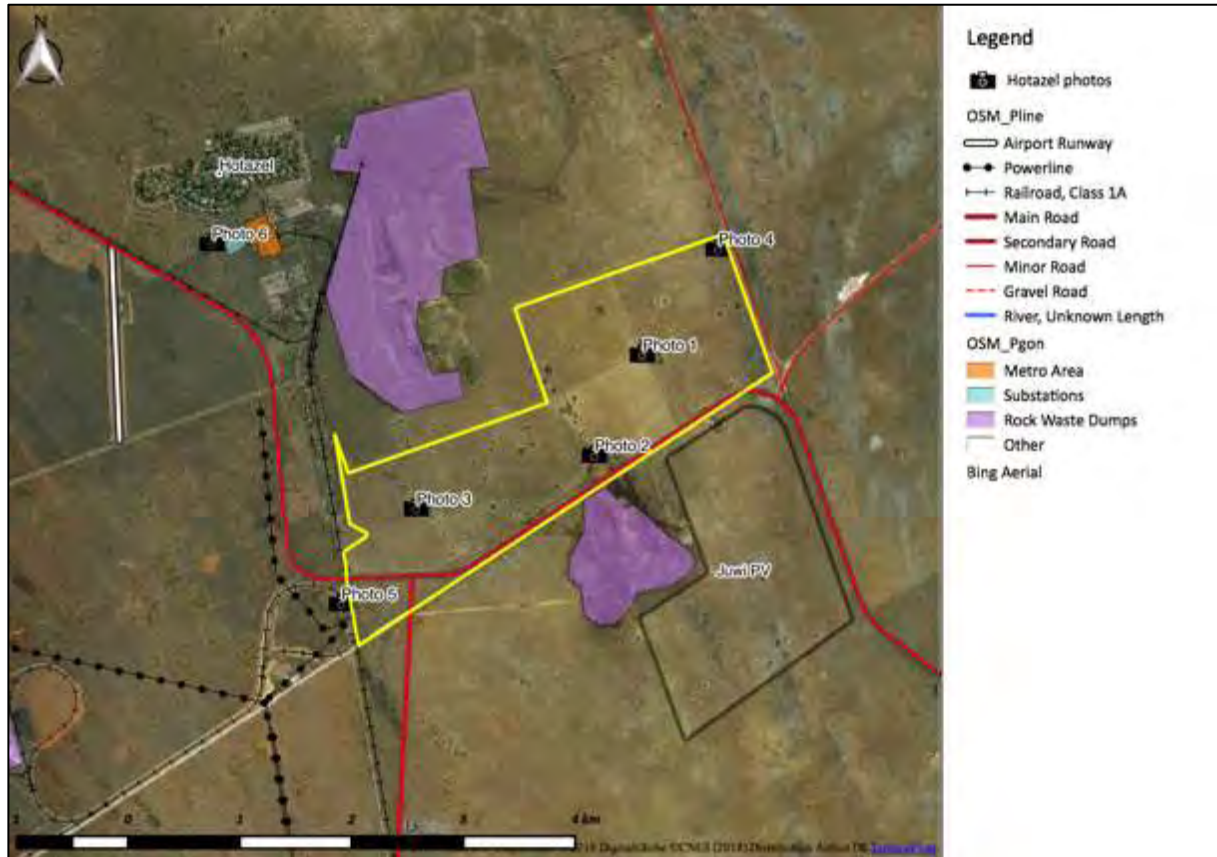 N
Hotazel
Photo 6
Photo 4
Photo 1
Photo 2
Photo 3
Photo 5
Juwi PV
1 0 1 2 3 4 km
Legend
Hotazel photos
OSM_Pline
Airport Runway
Powerline
Railroad, Class 1A
Main Road
Secondary Road
Minor Road
Gravel Road
River, Unknown Length
OSM_Pgon
Metro Area
Substations
Rock Waste Dumps
Other
Bing Aerial